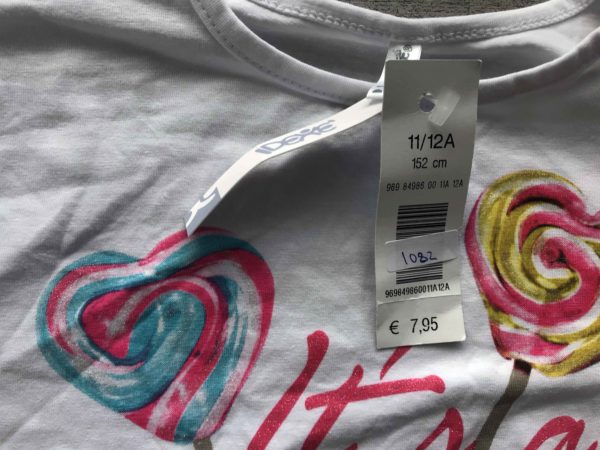 IDEXE
11/12A
152 cm
969 84986 00 11A 12A
1082
969849860011A12A
€ 7,95
It's a